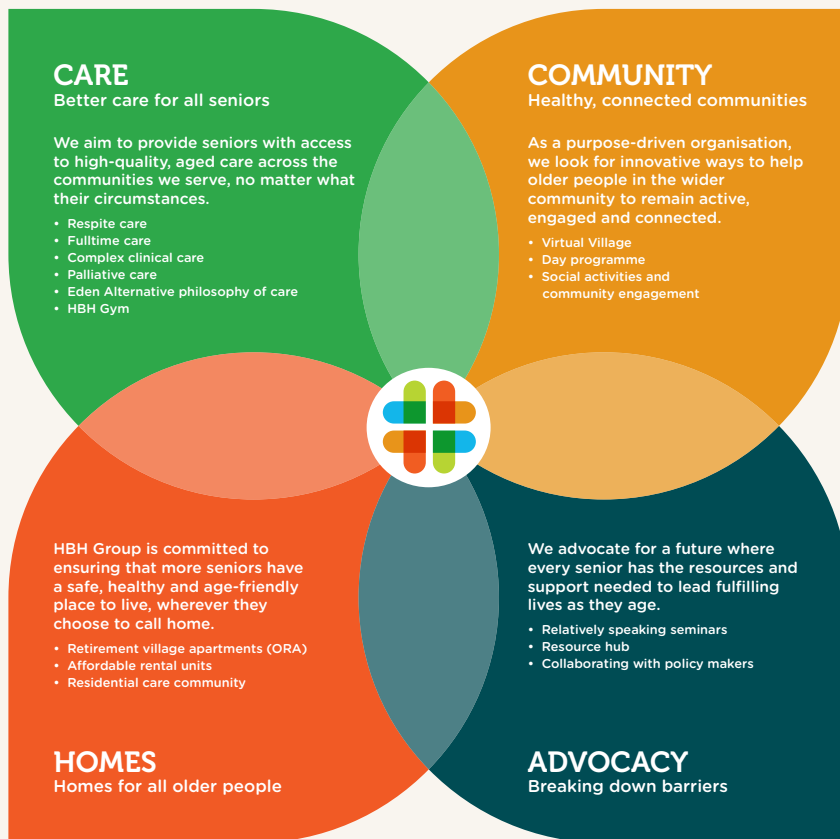 CARE
Better care for all seniors
We aim to provide seniors with access
to high-quality, aged care across the
communities we serve, no matter what
their circumstances.
• Respite care
• Fulltime care
• Complex clinical care
• Palliative care
• Eden Alternative philosophy of care
• HBH Gym
COMMUNITY
Healthy, connected communities
As a purpose-driven organisation,
we look for innovative ways to help
older people in the wider
community to remain active,
engaged and connected.
• Virtual Village
• Day programme
• Social activities and
community engagement
HBH Group is committed to
ensuring that more seniors have
a safe, healthy and age-friendly
place to live, wherever they
choose to call home.
• Retirement village apartments (ORA)
• Affordable rental units
• Residential care community
HOMES
Homes for all older people
We advocate for a future where
every senior has the resources and
support needed to lead fulfilling
lives as they age.
• Relatively speaking seminars
• Resource hub
• Collaborating with policy makers
ADVOCACY
Breaking down barriers